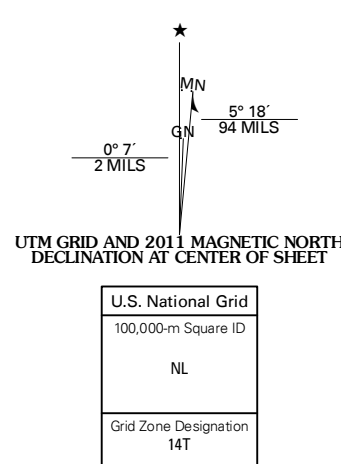 ★
MN
5° 18´
94 MILS
GN
0° 7´
2 MILS
UTM GRID AND 2011 MAGNETIC NORTH
DECLINATION AT CENTER OF SHEET
U.S. National Grid
100,000-m Square ID
NL
Grid Zone Designation
14T